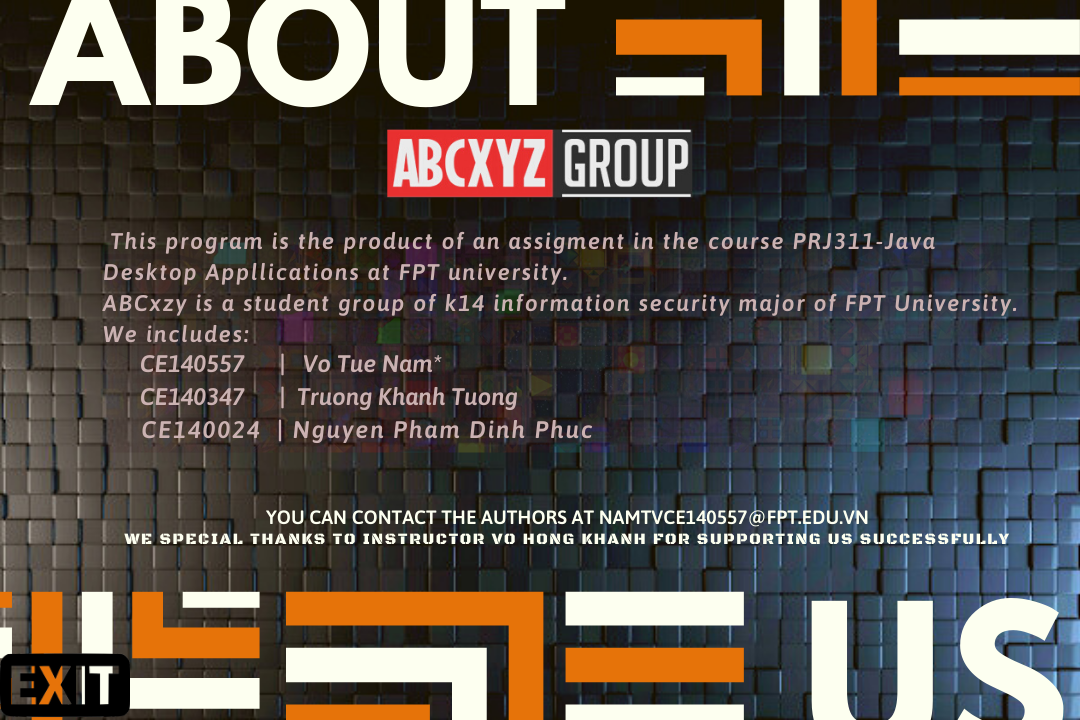 ABOUT
ABCXYZ GROUP
This program is the product of an assigment in the course PRJ311-Java
Desktop Appllications at FPT university.
ABCxzy is a student group of k14 information security major of FPT University.
We includes:
CE140557 | Vo Tue Nam*
CE140347 | Truong Khanh Tuong
CE140024 | Nguyen Pham Dinh Phuc
YOU CAN CONTACT THE AUTHORS AT NAMTVCE140557@FPT.EDU.VN
WE SPECIAL THANKS TO INSTRUCTOR VO HONG KHANH FOR SUPPORTING US SUCCESSFULLY
US
EXIT